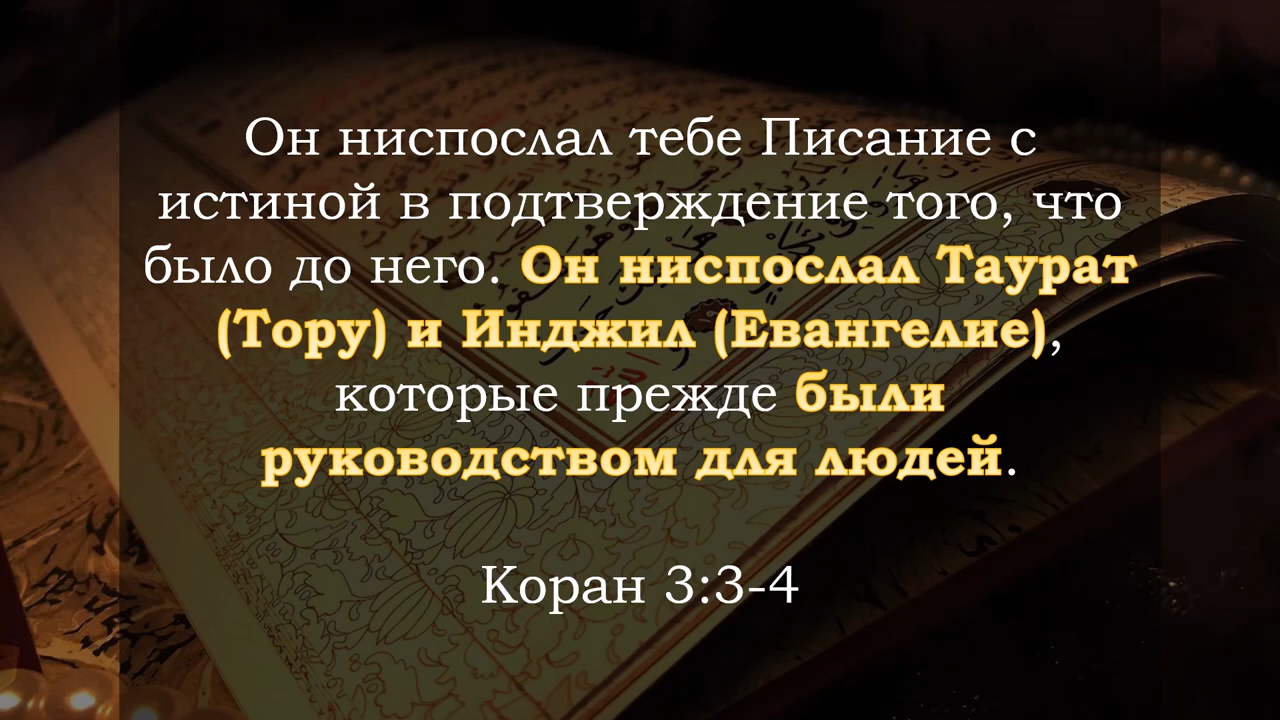 Он ниспослал тебе Писание с
истиной в подтверждение того, что
было до него. Он ниспослал Таурат
(Тору) и Инджил (Евангелие),
которые прежде были
руководством для людей.
Коран 3:3-4